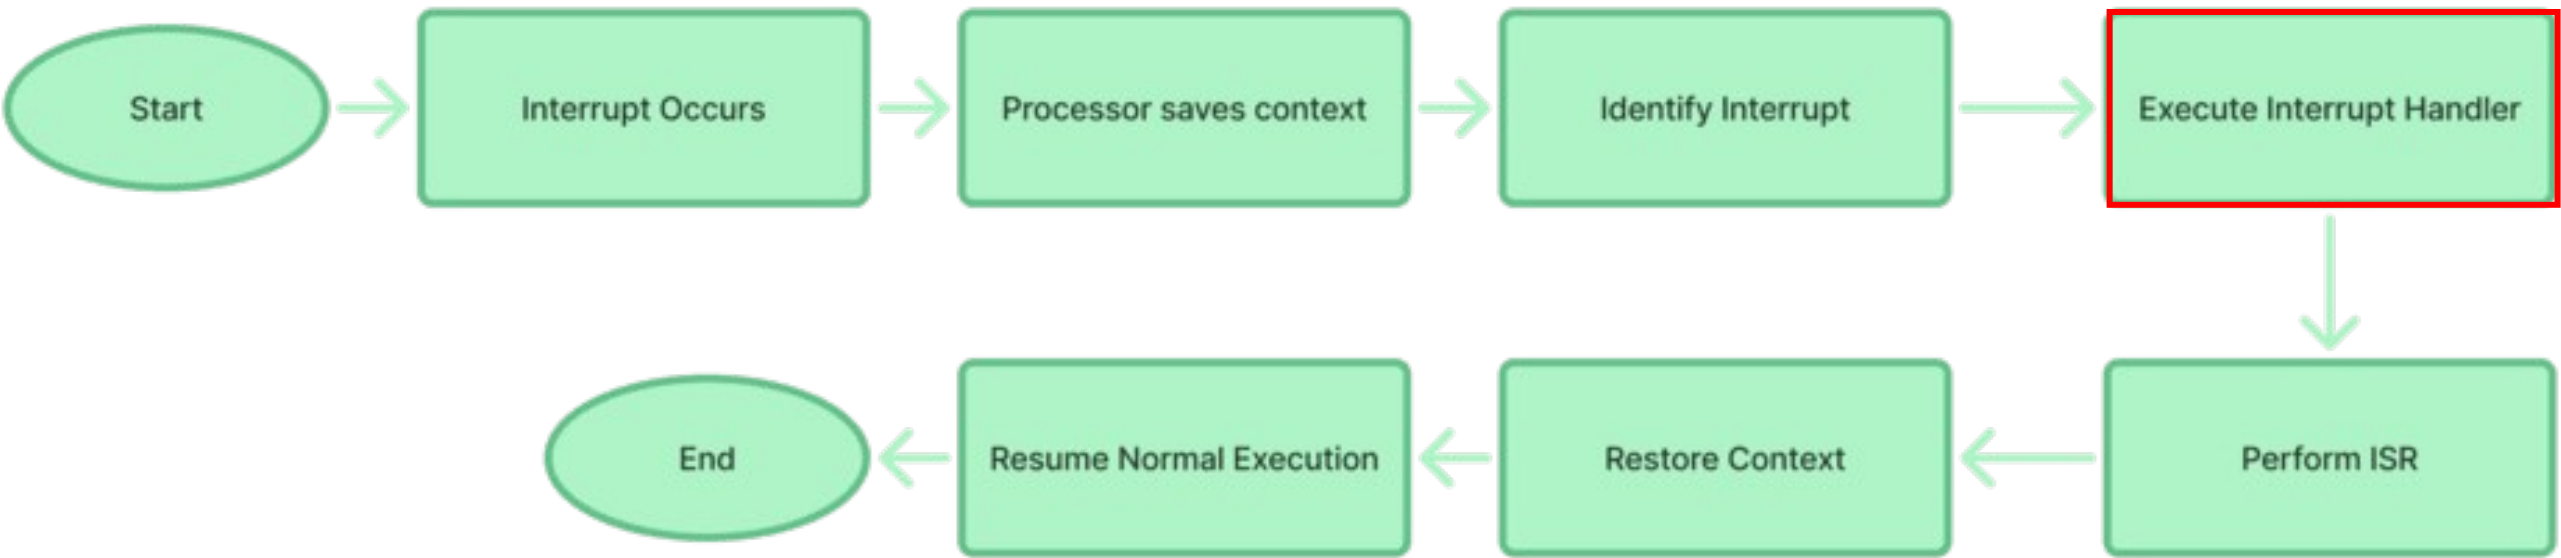 Start
Interrupt Occurs
Processor saves context
Identify Interrupt
Execute Interrupt Handler
Perform ISR
Restore Context
Resume Normal Execution
End